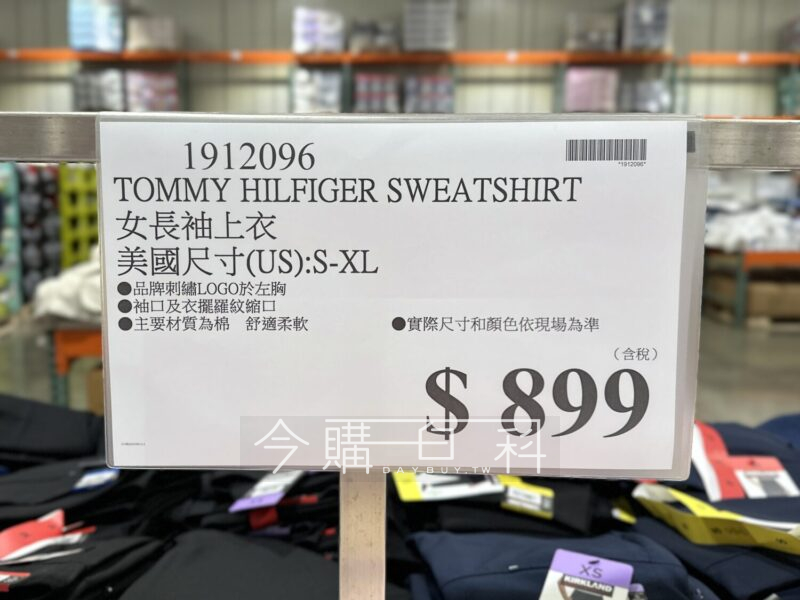 1912096
*1912096*
TOMMY HILFIGER SWEATSHIRT
女長袖上衣
美國尺寸(US):S-XL
●品牌刺繡LOGO於左胸
●袖口及衣擺羅紋縮口
●主要材質為棉 舒適柔軟
●實際尺寸和顏色依現場為準
(含稅)
$ 899
今購百科
DAYBUY.TW
XS
KIRKLAND